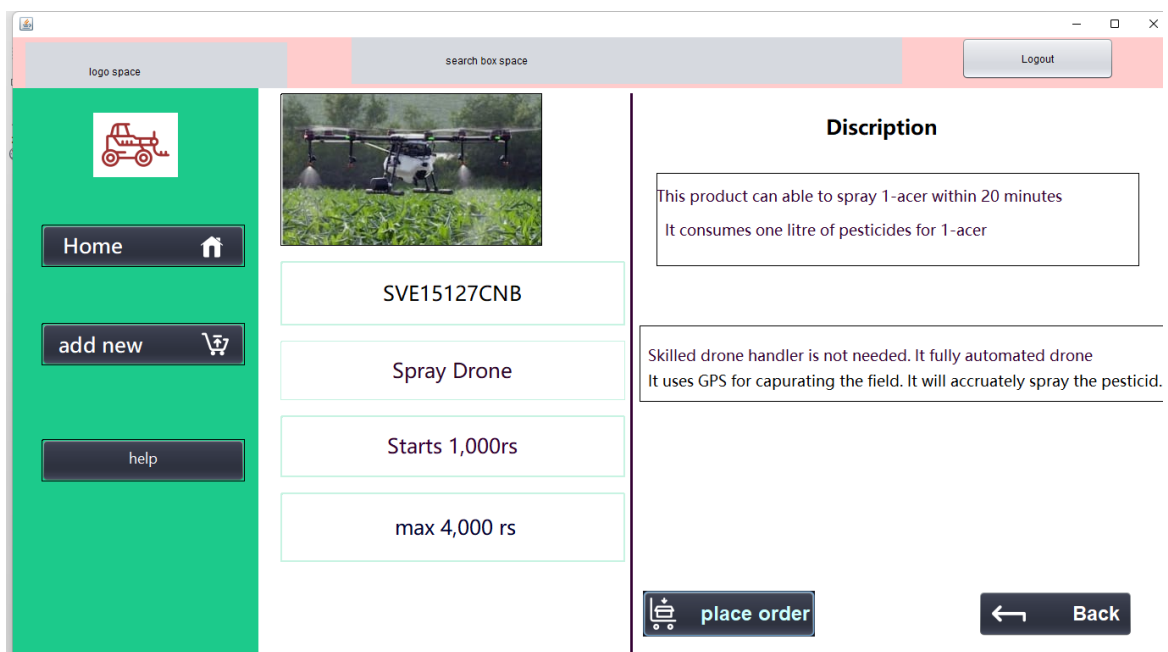 logo space
search box space
Logout
Home
add new
help
SVE15127CNB
Spray Drone
Starts 1,000rs
max 4,000 rs
Discription
This product can able to spray 1-acer within 20 minutes
It consumes one litre of pesticides for 1-acer
Skilled drone handler is not needed. It fully automated drone
It uses GPS for capurating the field. It will accruately spray the pesticid.
place order
Back